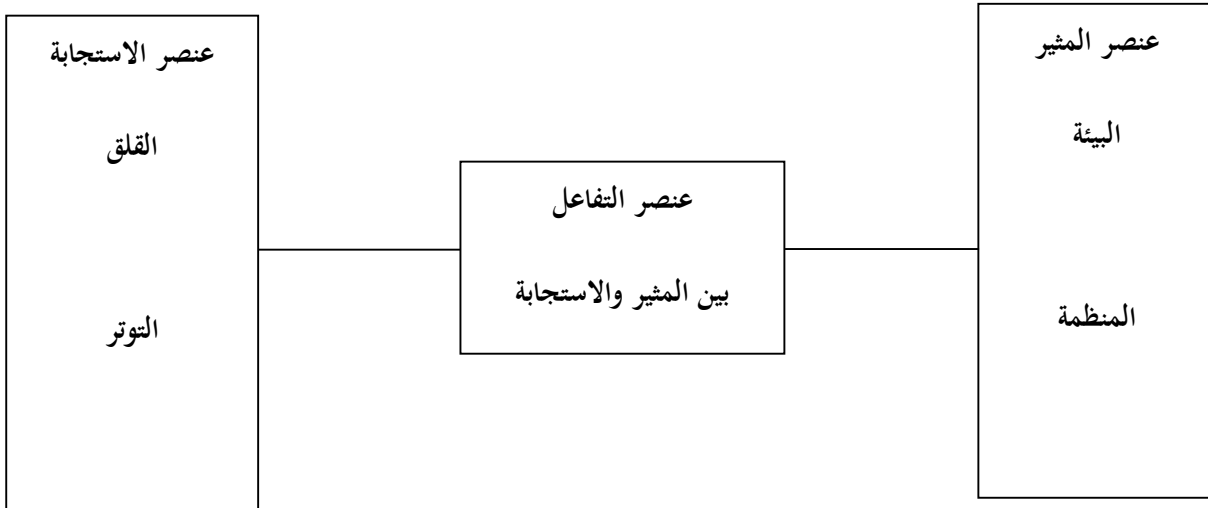 عنصر المثير
البيئة
المنظمة
عنصر التفاعل
بين المثير والاستجابة
عنصر الاستجابة
القلق
التوتر